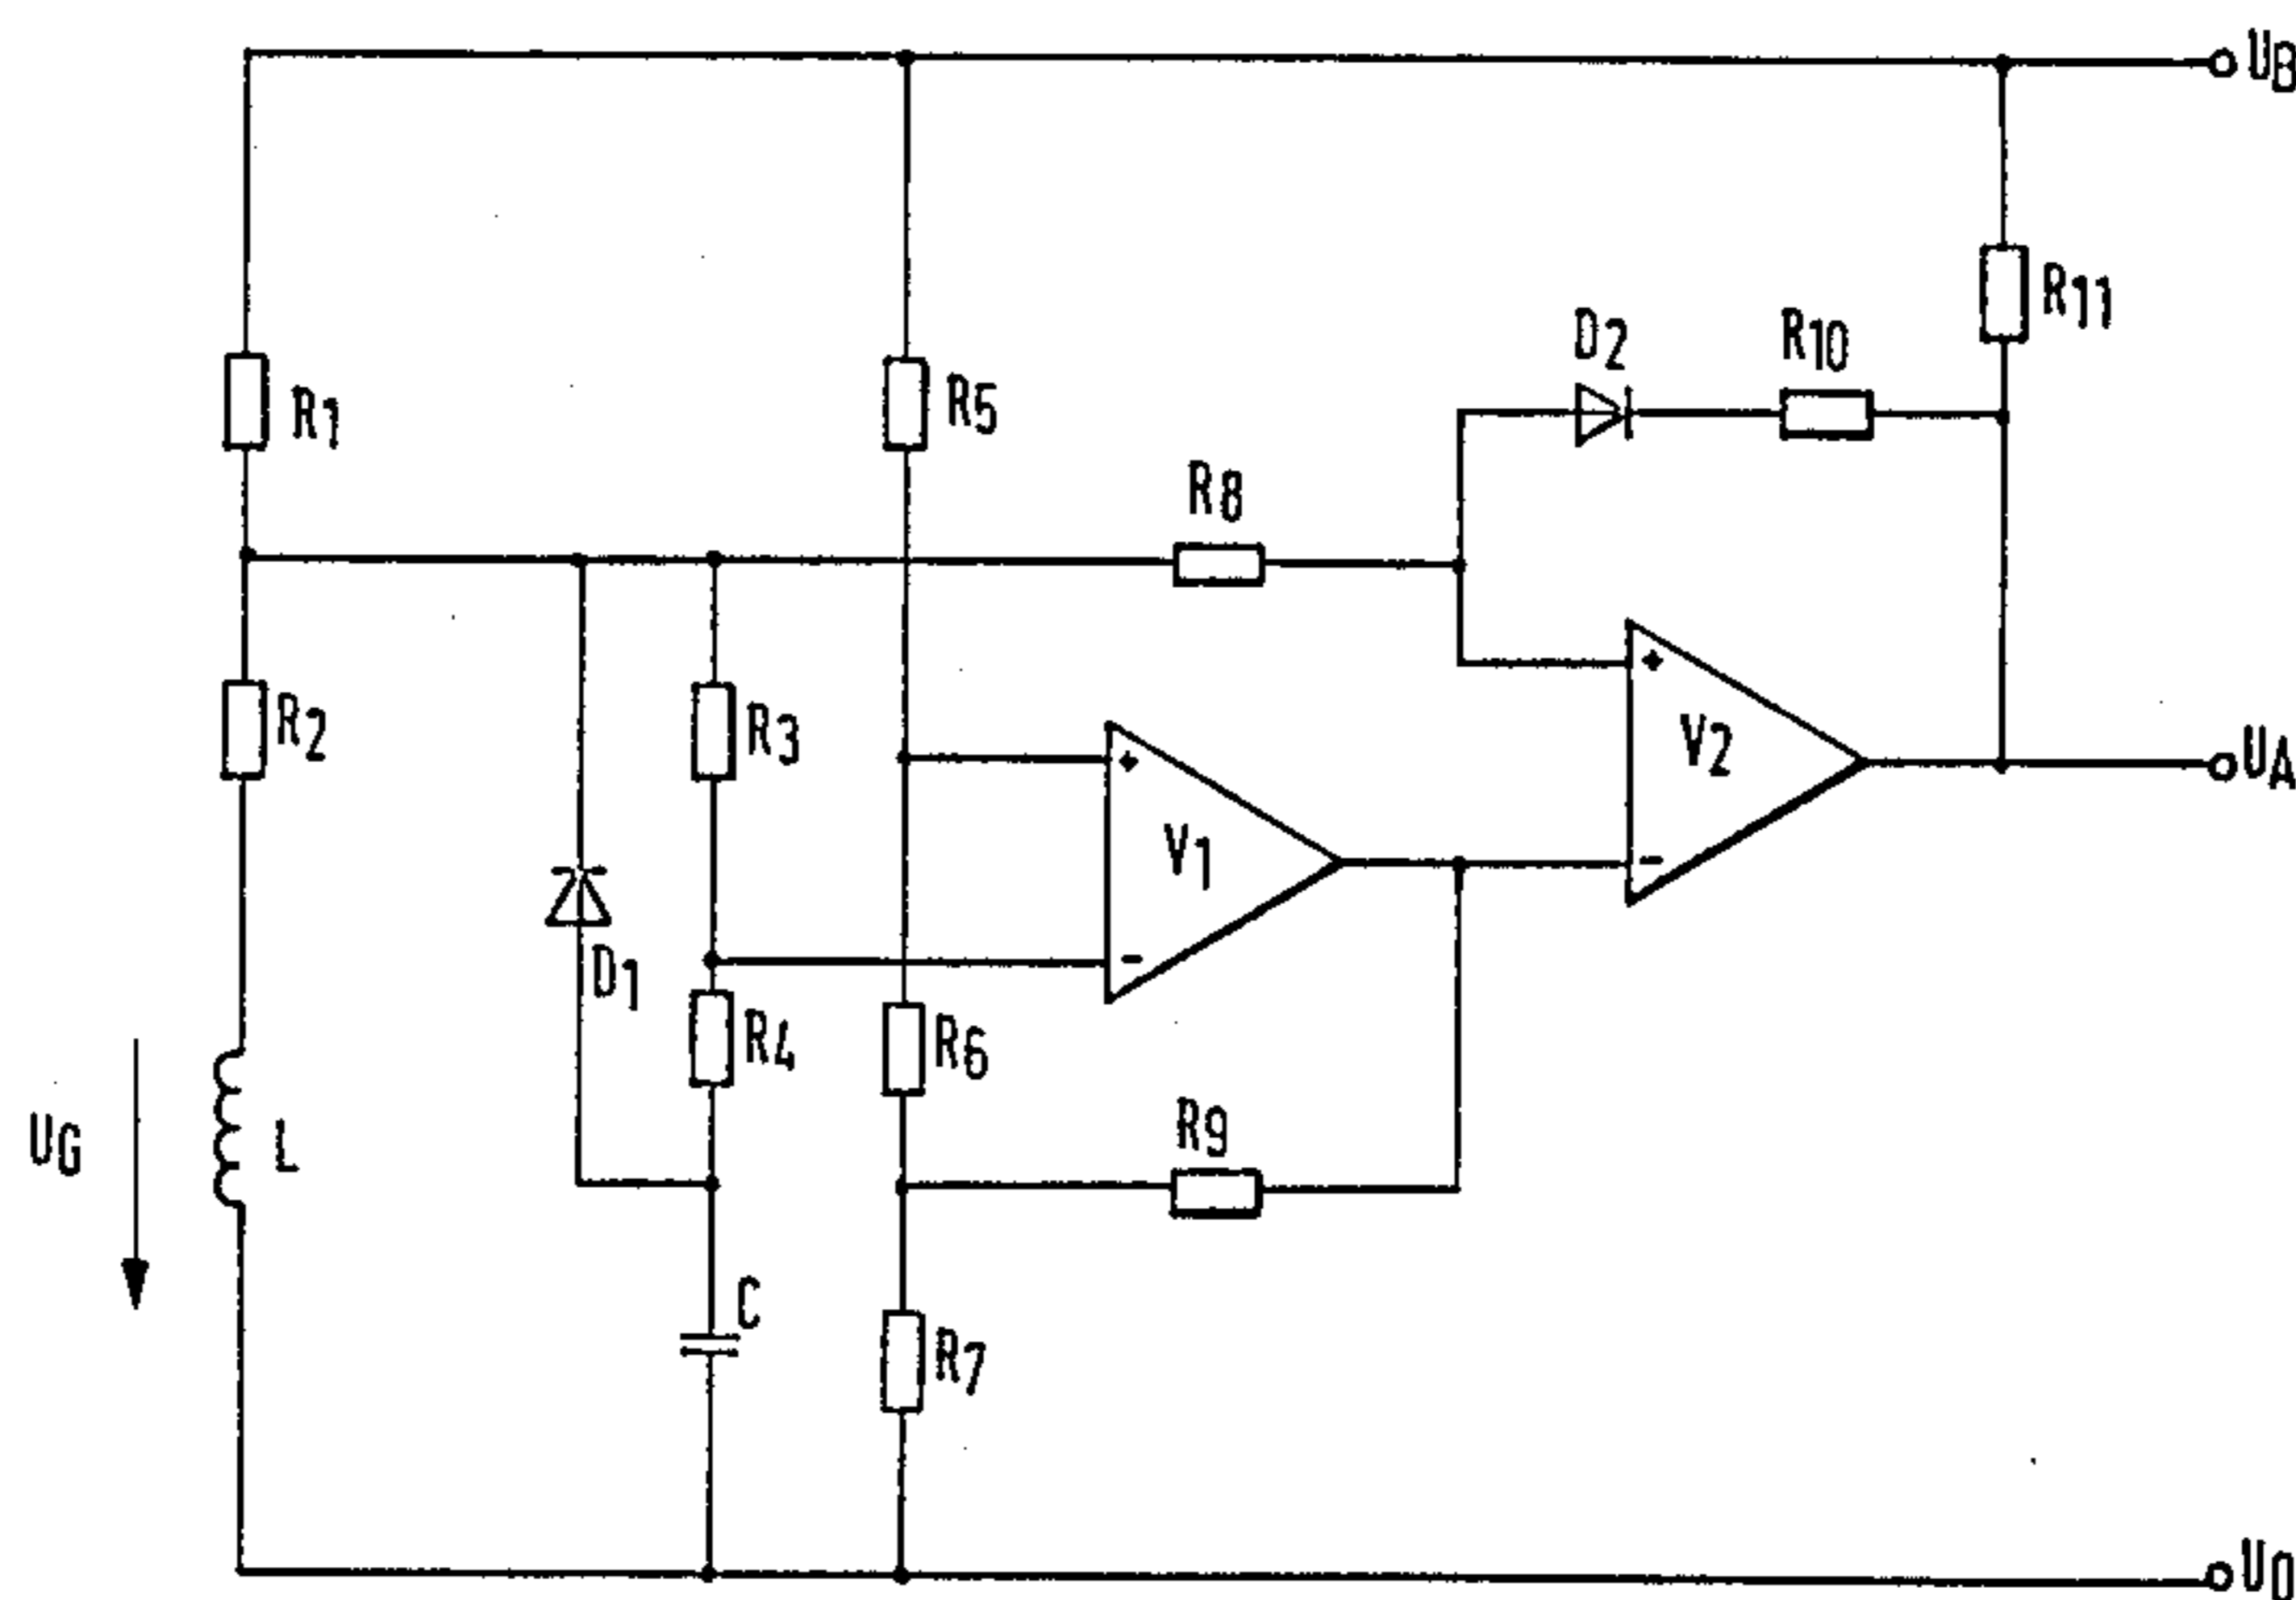 UB
R11
D2
R10
R1
R5
R8
R2
R3
+
V2
+
V1
-
-
D1
R4
R6
UA
UG
L
R9
C
R7
U0